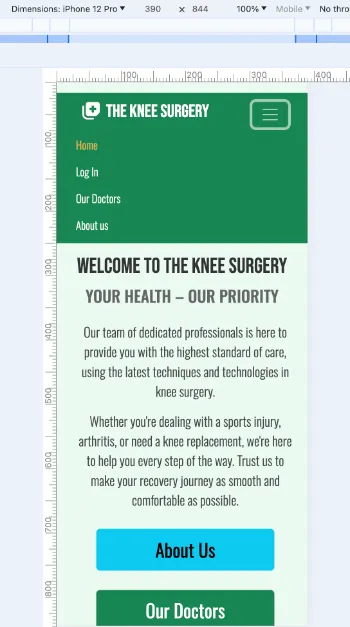 Dimensions: iPhone 12 Pro ▼ 390 × 844 100% ▼ Mobile ▼ No thro
100 200 300 400
THE KNEE SURGERY
Home
100
Log In
Our Doctors
200
About us
300
WELCOME TO THE KNEE SURGERY
YOUR HEALTH – OUR PRIORITY
400
Our team of dedicated professionals is here to
provide you with the highest standard of care,
using the latest techniques and technologies in
500
knee surgery.
Whether you're dealing with a sports injury,
arthritis, or need a knee replacement, we're here
600
to help you every step of the way. Trust us to
make your recovery journey as smooth and
comfortable as possible.
700
About Us
800
Our Doctors